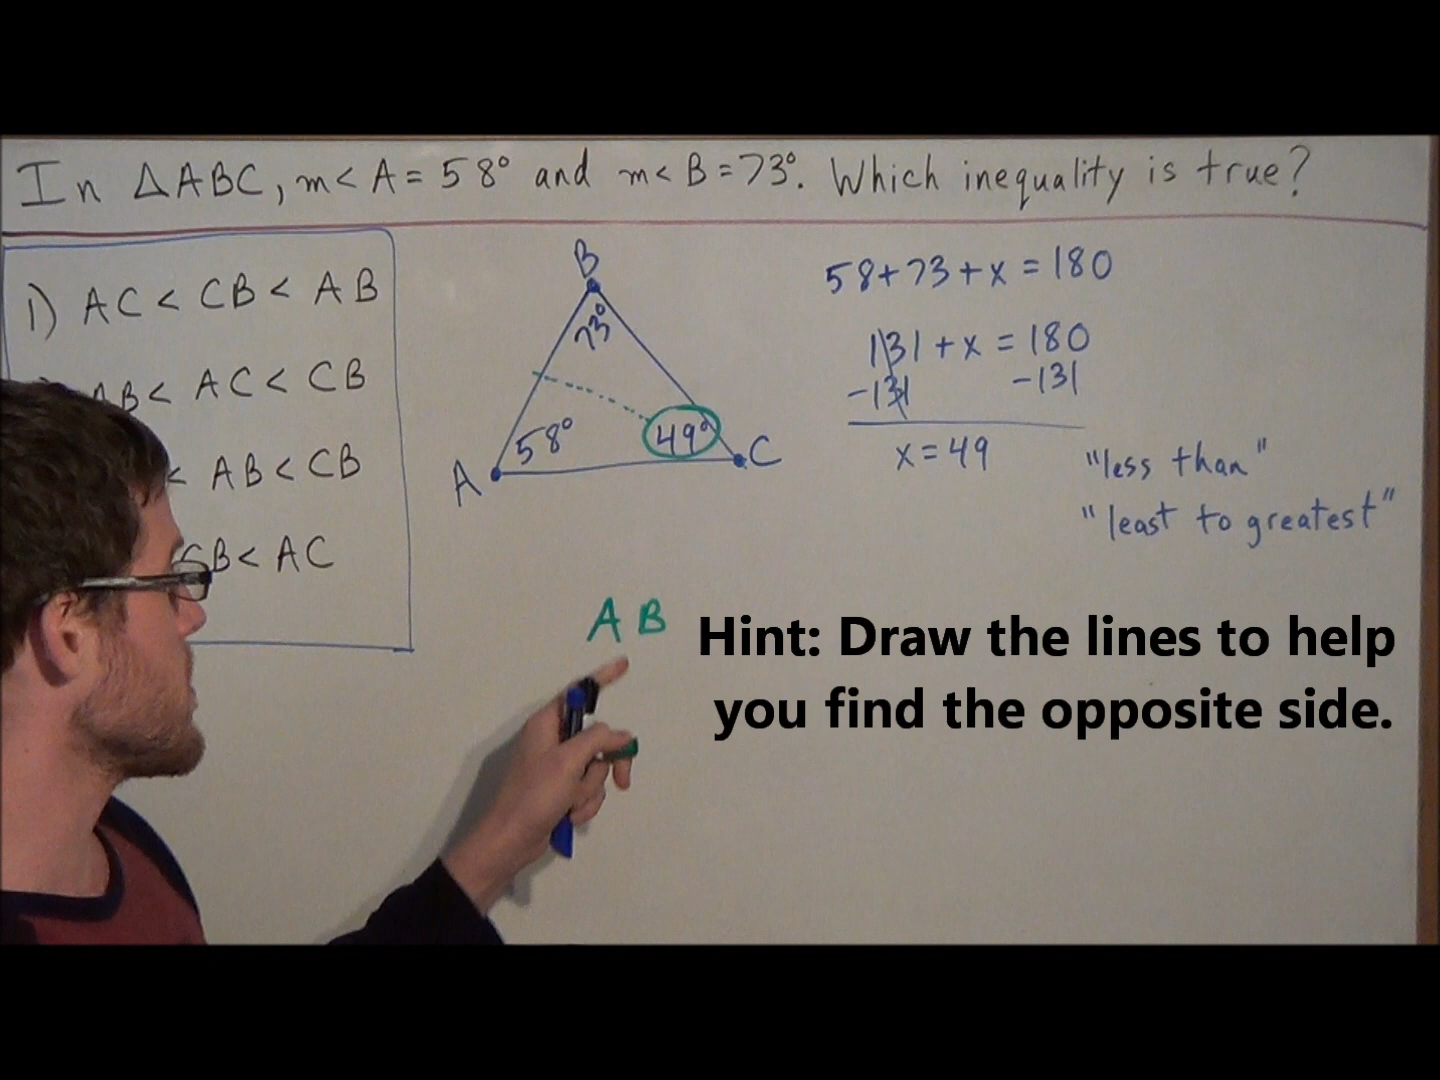 In △ABC, m< A = 58° and m< B = 73°. Which inequality is true?
1) AC < CB < AB
AB < AC < CB
< AB < CB
CB < AC
B
73°
58°
49°
A
C
58 + 73 + x = 180
131 + x = 180
-131 -131
x = 49
"less than"
"least to greatest"
AB
Hint: Draw the lines to help
you find the opposite side.